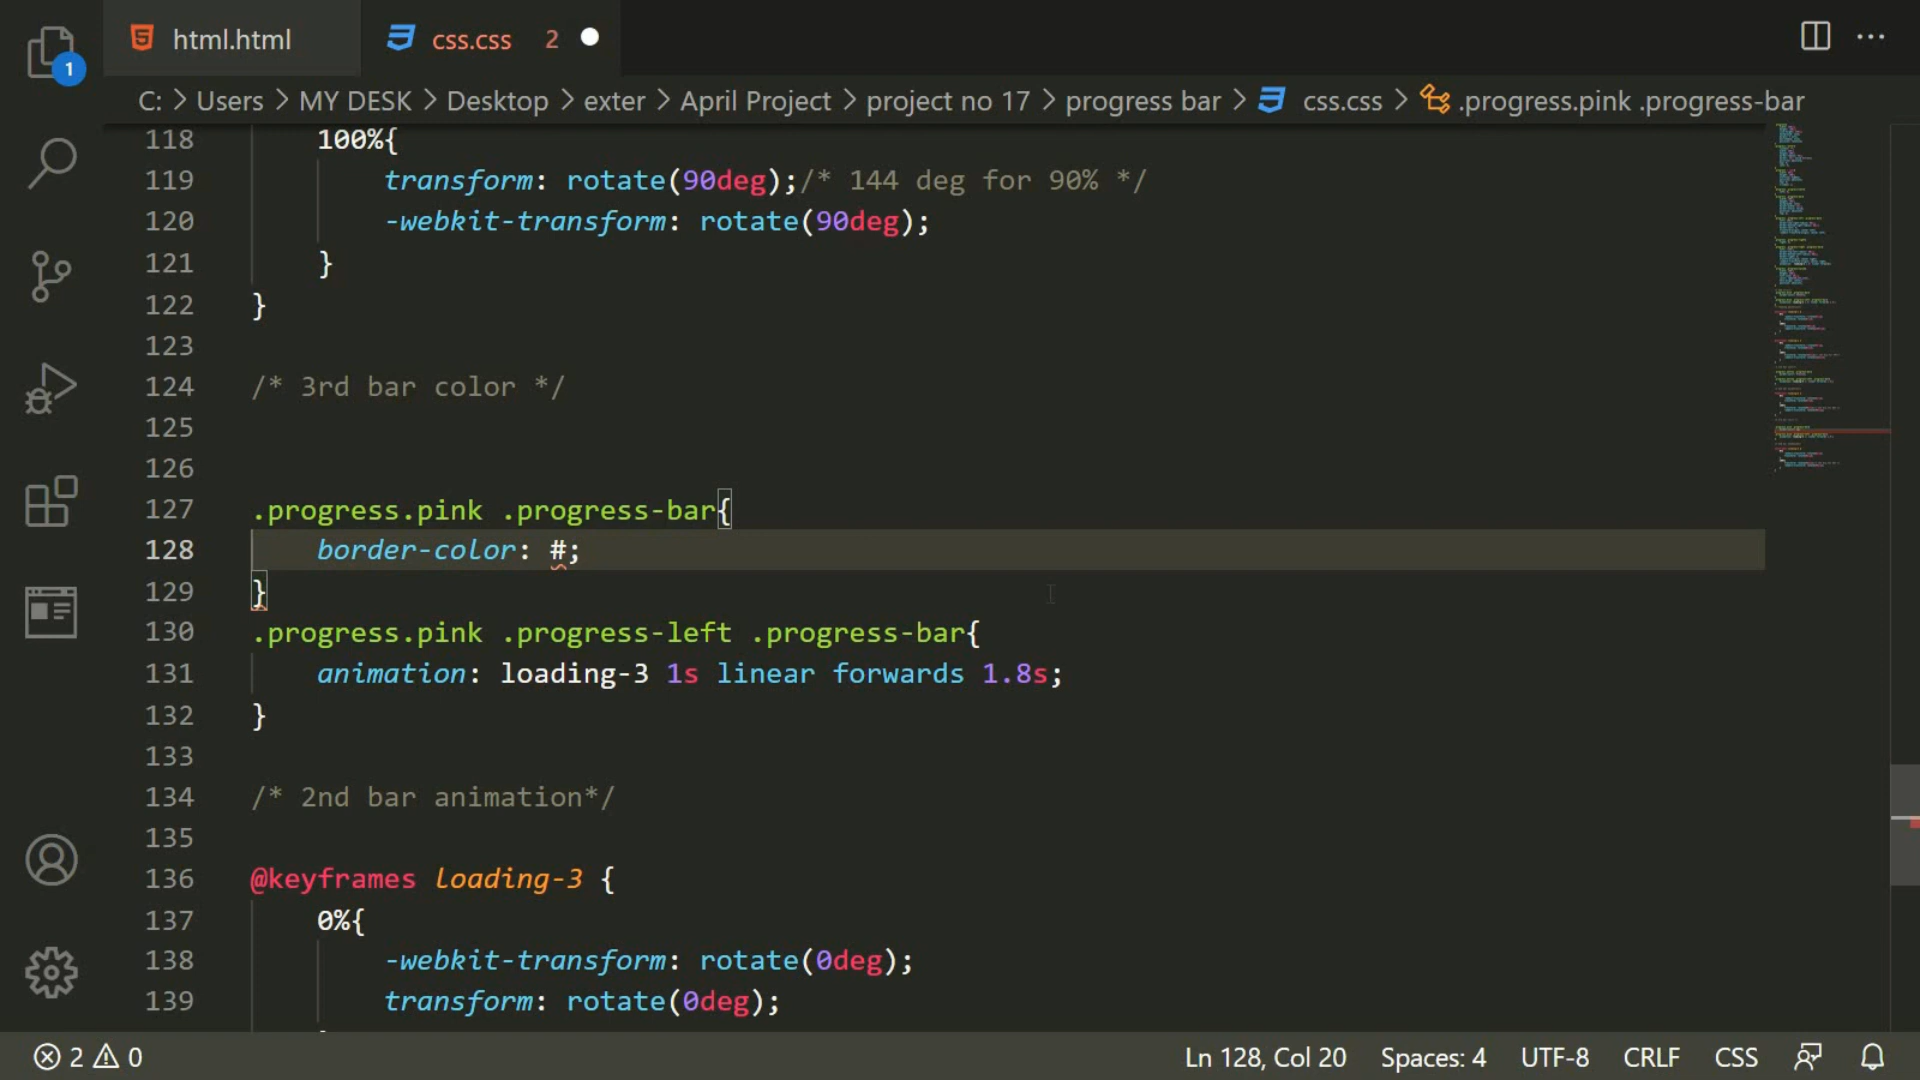 html.html css.css 2
1
C: > Users > MY DESK > Desktop > exter > April Project > project no 17 > progress bar > css.css > .progress.pink .progress-bar
118 100%{
119 transform: rotate(90deg);/* 144 deg for 90% */
120 -webkit-transform: rotate(90deg);
121 }
122 }
123
124 /* 3rd bar color */
125
126
127 .progress.pink .progress-bar{
128 border-color: #;
129 }
130 .progress.pink .progress-left .progress-bar{
131 animation: loading-3 1s linear forwards 1.8s;
132 }
133
134 /* 2nd bar animation*/
135
136 @keyframes loading-3 {
137 0%{
138 -webkit-transform: rotate(0deg);
139 transform: rotate(0deg);
2 0 Ln 128, Col 20 Spaces: 4 UTF-8 CRLF CSS